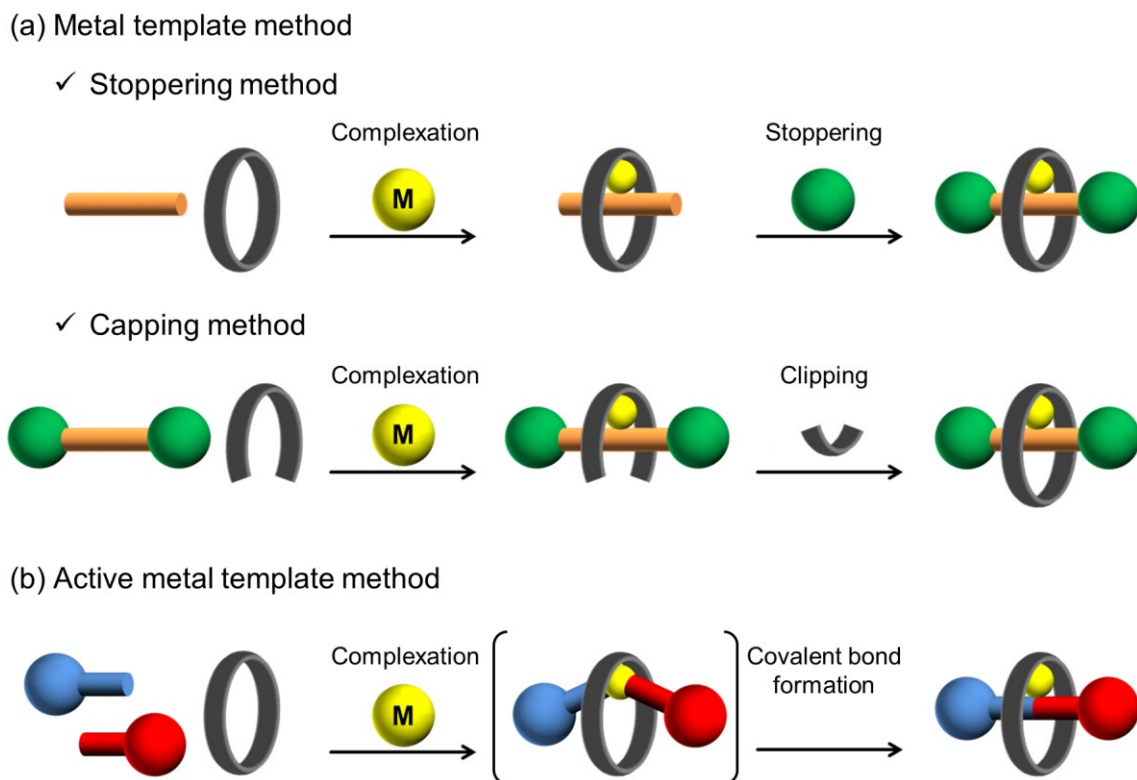 (a) Metal template method
✓ Stoppering method
Complexation
Stoppering
M
✓ Capping method
Complexation
Clipping
M
(b) Active metal template method
Complexation
Covalent bond
formation
M